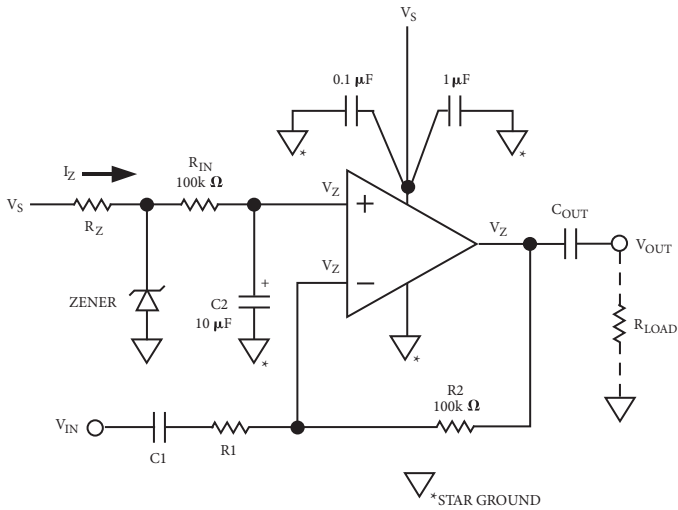 VS
0.1 μF
1 μF
*
*
IZ
RIN
100k Ω
VS
RZ
VZ
+
VZ
COUT
VOUT
VZ
−
ZENER
+
C2
10 μF
*
*
RLOAD
R2
100k Ω
VIN
C1
R1
*STAR GROUND